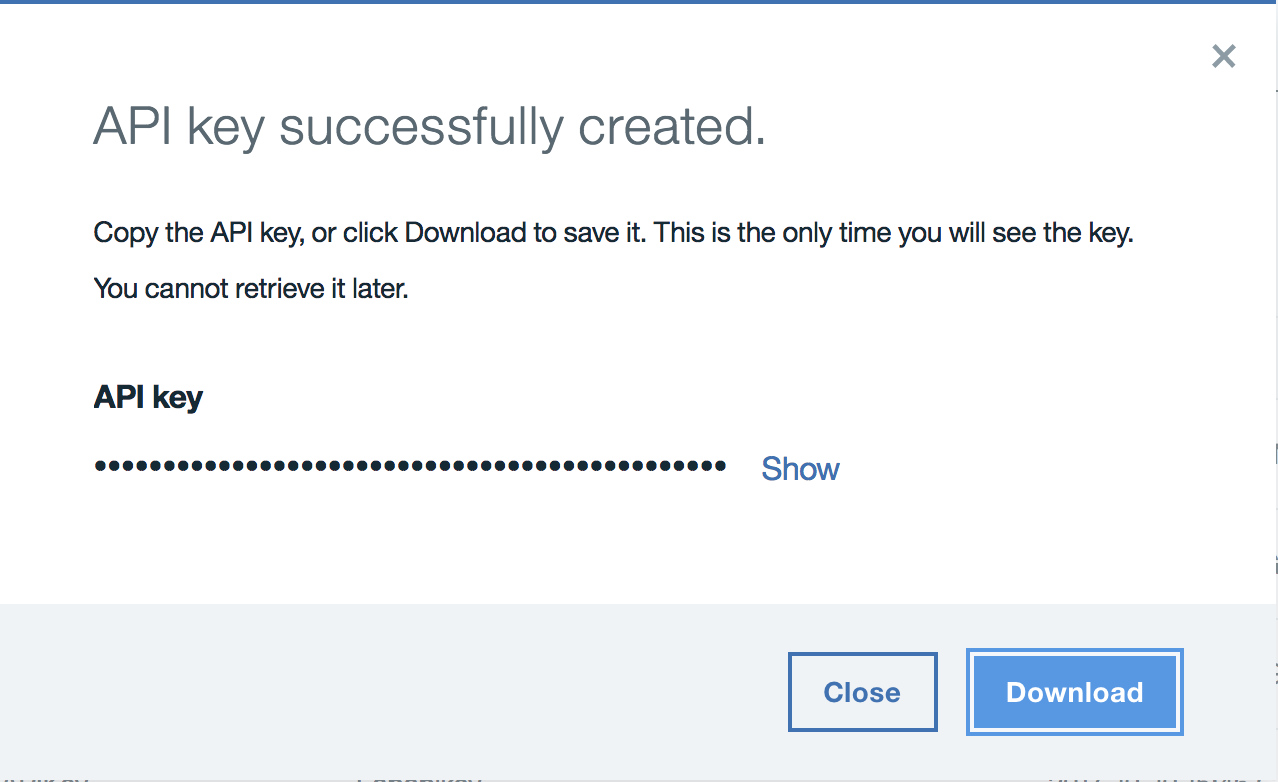 API key successfully created.
Copy the API key, or click Download to save it. This is the only time you will see the key.
You cannot retrieve it later.
API key
•••••••••••••••••••••••••••••••••••••••••••••• Show
Close Download